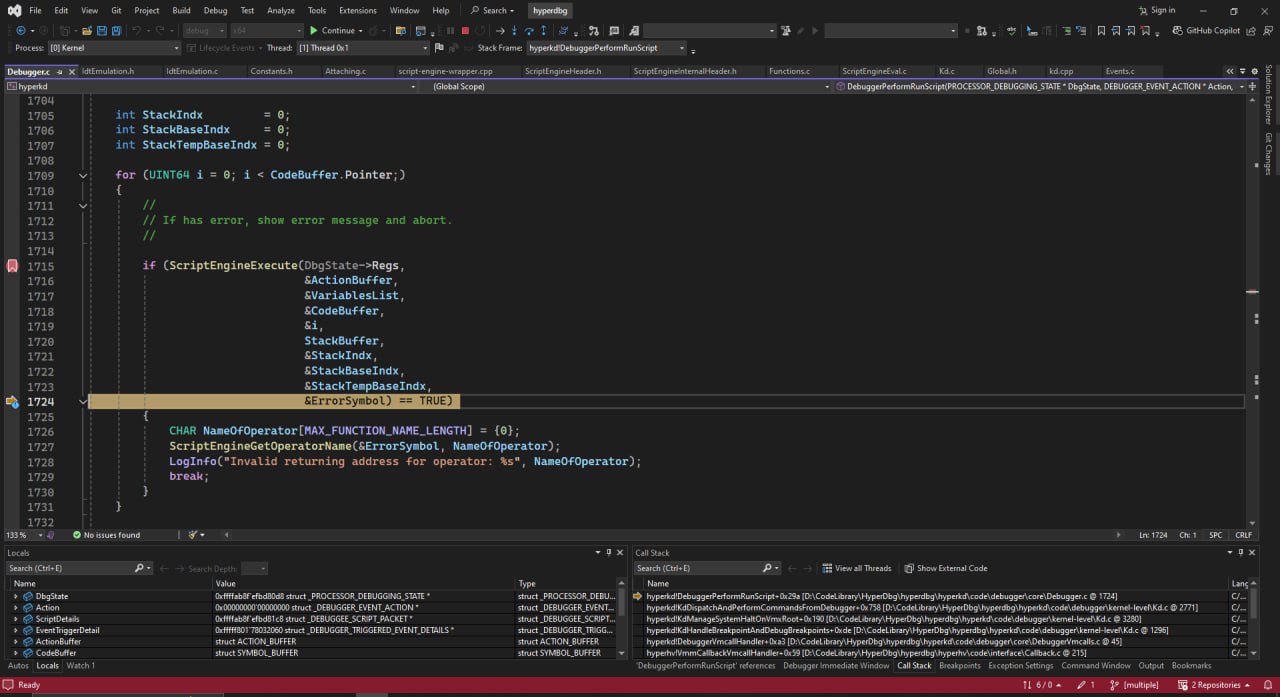 File Edit View Git Project Build Debug Test Analyze Tools Extensions Window Help Search hyperdbg Sign in
debug x64 Continue GitHub Copilot
Process: [0] Kernel Lifecycle Events Thread: [1] Thread 0x1 Stack Frame: hyperkd!DebuggerPerformRunScript
Debugger.c IdtEmulation.h IdtEmulation.c Constants.h Attaching.c script-engine-wrapper.cpp ScriptEngineHeader.h ScriptEngineInternalHeader.h Functions.c ScriptEngineEval.c Kd.c Global.h kd.cpp Events.c
hyperkd (Global Scope) DebuggerPerformRunScript(PROCESSOR_DEBUGGING_STATE * DbgState, DEBUGGER_EVENT_ACTION * Action,
1704
1705 int StackIndx = 0;
1706 int StackBaseIndx = 0;
1707 int StackTempBaseIndx = 0;
1708
1709 for (UINT64 i = 0; i < CodeBuffer.Pointer;)
1710 {
1711 //
1712 // If has error, show error message and abort.
1713 //
1714
1715 if (ScriptEngineExecute(DbgState->Regs,
1716 &ActionBuffer,
1717 &VariablesList,
1718 &CodeBuffer,
1719 &i,
1720 StackBuffer,
1721 &StackIndx,
1722 &StackBaseIndx,
1723 &StackTempBaseIndx,
1724 &ErrorSymbol) == TRUE)
1725 {
1726 CHAR NameOfOperator[MAX_FUNCTION_NAME_LENGTH] = {0};
1727 ScriptEngineGetOperatorName(&ErrorSymbol, NameOfOperator);
1728 LogInfo("Invalid returning address for operator: %s", NameOfOperator);
1729 break;
1730 }
1731 }
1732
133 % No issues found Ln: 1724 Ch: 1 SPC CRLF
Solution Explorer
Git Changes
Locals
Search (Ctrl+E) Search Depth:
Name Value Type
DbgState 0xffffab8f`efbd80d8 struct _PROCESSOR_DEBUGGING_STATE * struct _PROCESSOR_DEBU...
Action 0x00000000`00000000 struct _DEBUGGER_EVENT_ACTION * struct _DEBUGGER_EVENT...
ScriptDetails 0xffffab8f`efbd81c8 struct _DEBUGGEE_SCRIPT_PACKET * struct _DEBUGGEE_SCRIPT...
EventTriggerDetail 0xfffff801`78032060 struct _DEBUGGER_TRIGGERED_EVENT_DETAILS * struct _DEBUGGER_TRIGG...
ActionBuffer struct ACTION_BUFFER struct ACTION_BUFFER
CodeBuffer struct SYMBOL_BUFFER struct SYMBOL_BUFFER
Autos Locals Watch 1
Call Stack
Search (Ctrl+E) View all Threads Show External Code
Name Lang
hyperkd!DebuggerPerformRunScript+0x29a [D:\CodeLibrary\HyperDbg\hyperdbg\hyperkd\code\debugger\core\Debugger.c @ 1724] C/...
hyperkd!KdDispatchAndPerformCommandsFromDebugger+0x758 [D:\CodeLibrary\HyperDbg\hyperdbg\hyperkd\code\debugger\kernel-level\Kd.c @ 2771] C/...
hyperkd!KdManageSystemHaltOnVmxRoot+0x190 [D:\CodeLibrary\HyperDbg\hyperdbg\hyperkd\code\debugger\kernel-level\Kd.c @ 3280] C/...
hyperkd!KdHandleBreakpointAndDebugBreakpoints+0xde [D:\CodeLibrary\HyperDbg\hyperdbg\hyperkd\code\debugger\kernel-level\Kd.c @ 1296] C/...
hyperkd!DebuggerVmcallHandler+0xa3 [D:\CodeLibrary\HyperDbg\hyperdbg\hyperkd\code\debugger\core\DebuggerVmcalls.c @ 45] C/...
hyperhv!VmmCallbackVmcallHandler+0x59 [D:\CodeLibrary\HyperDbg\hyperdbg\hyperhv\code\interface\Callback.c @ 215] C/...
'DebuggerPerformRunScript' references Debugger Immediate Window Call Stack Breakpoints Exception Settings Command Window Output Bookmarks
Ready 6 / 0 1 [multiple] 2 Repositories